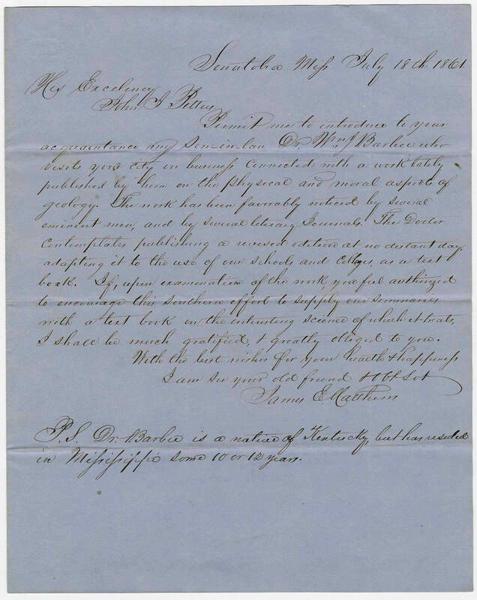 Senatobia Miss July 18th 1861
His Excelency
John J Pettus
Permit me to introduce to your
acquaintance my son-in-law Dr Wm J Barbee who
visits your city on business connected with a work lately
published by him on the physical and moral aspects of
geology. The work has been favorably noticed by several
eminent men, and by several literary Journals. The Doctor
Contemplates publishing a revised edition at no distant day
adapting it to the use of our schools and Colleges, as a text
book. If, upon examination of the work you feel authorized
to encourage this Southern effort to supply our seminaries
with a text book on the interesting science of which it treats,
I shall be much gratified, & greatly obliged to you.
With the best wishes for your health & happiness
I am Sir your old friend & Obt Svt
James E Matthews
P.S. Dr. Barbee is a native of Kentucky, but has resided
in Mississippi some 10 or 12 years.